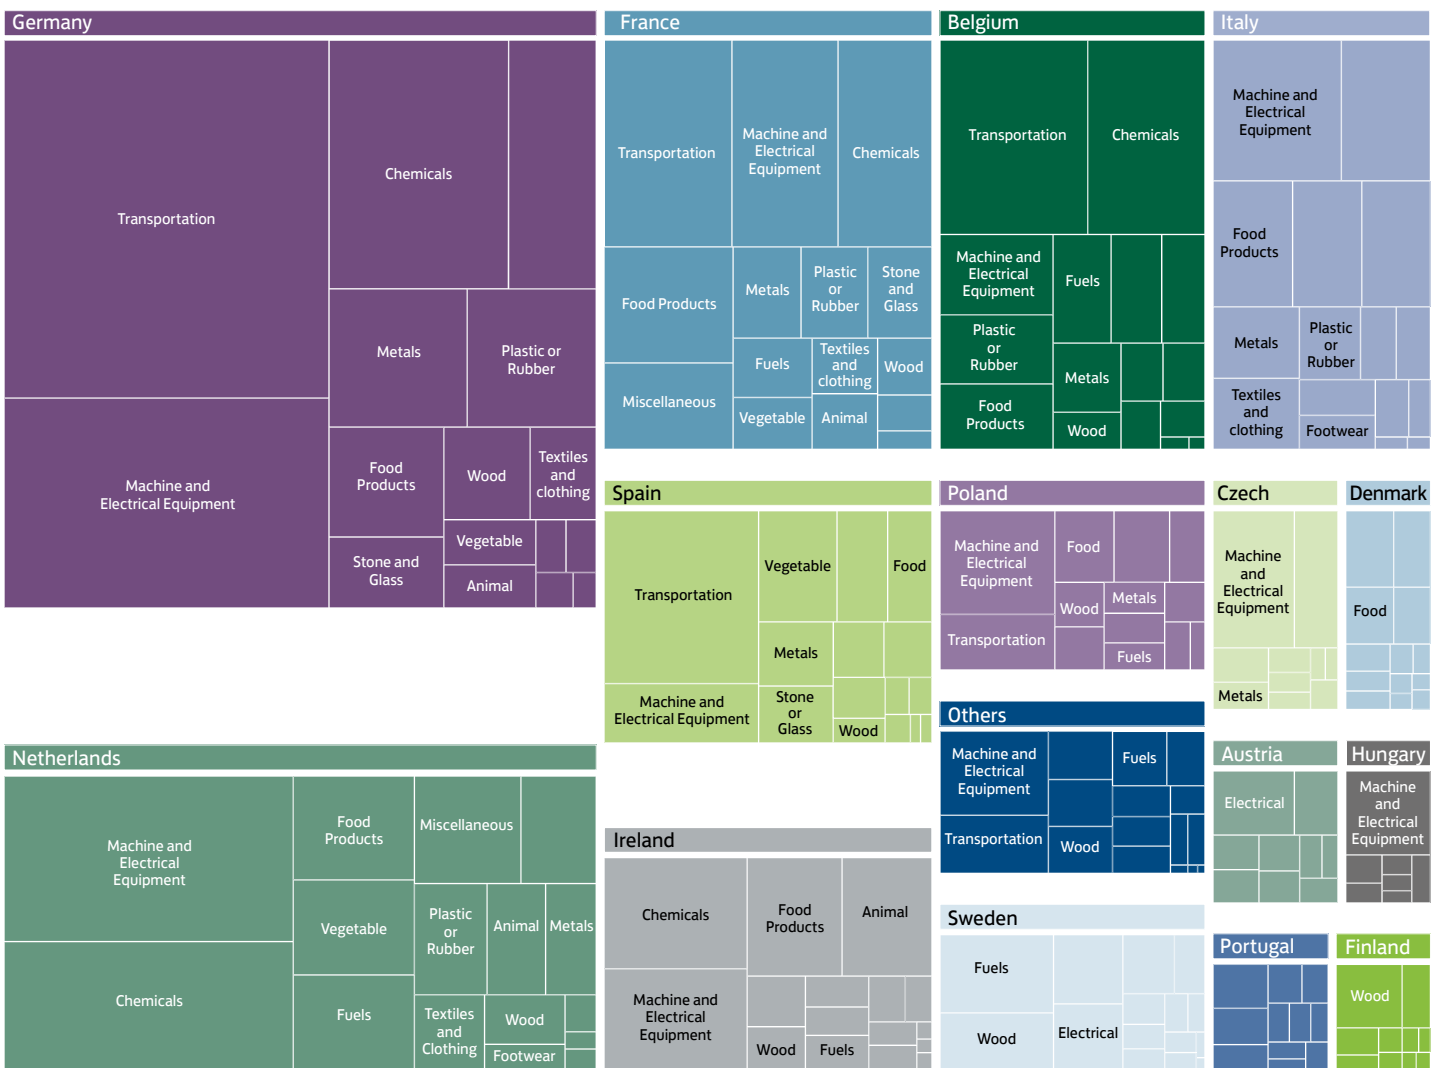 Germany
Transportation
Chemicals
Metals
Plastic or
Rubber
Machine and
Electrical Equipment
Food
Products
Wood
Textiles
and
clothing
Stone and
Glass
Vegetable
Animal
France
Transportation
Machine and
Electrical
Equipment
Chemicals
Food Products
Metals
Plastic
or
Rubber
Stone
and
Glass
Miscellaneous
Fuels
Textiles
and
clothing
Wood
Vegetable
Animal
Belgium
Transportation
Chemicals
Machine and
Electrical
Equipment
Fuels
Plastic
or
Rubber
Metals
Food
Products
Wood
Italy
Machine and
Electrical
Equipment
Food
Products
Metals
Plastic
or
Rubber
Textiles
and
clothing
Footwear
Spain
Transportation
Vegetable
Food
Metals
Machine and
Electrical Equipment
Stone
or
Glass
Wood
Poland
Machine and
Electrical
Equipment
Food
Wood
Metals
Transportation
Fuels
Czech
Machine
and
Electrical
Equipment
Metals
Denmark
Food
Netherlands
Machine and
Electrical
Equipment
Food
Products
Miscellaneous
Vegetable
Plastic
or
Rubber
Animal
Metals
Chemicals
Fuels
Textiles
and
Clothing
Wood
Footwear
Ireland
Chemicals
Food
Products
Animal
Machine and
Electrical
Equipment
Wood
Fuels
Others
Machine and
Electrical
Equipment
Fuels
Transportation
Wood
Austria
Electrical
Hungary
Machine
and
Electrical
Equipment
Sweden
Fuels
Wood
Electrical
Portugal
Finland
Wood